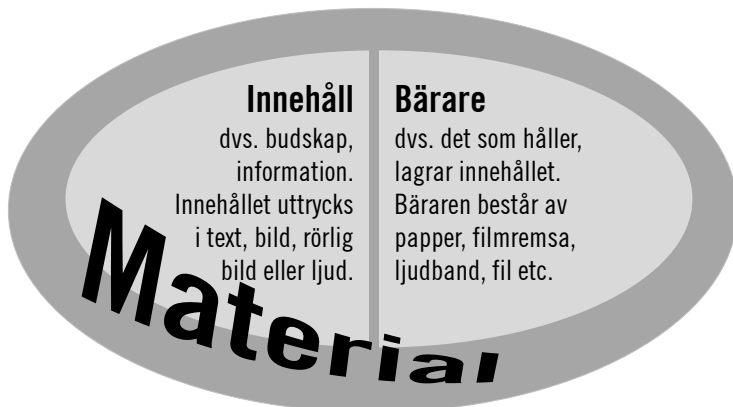 Innehåll
dvs. budskap,
information.
Innehållet uttrycks
i text, bild, rörlig
bild eller ljud.
Bärare
dvs. det som håller,
lagrar innehållet.
Bäraren består av
papper, filmremsa,
ljudband, fil etc.
Material